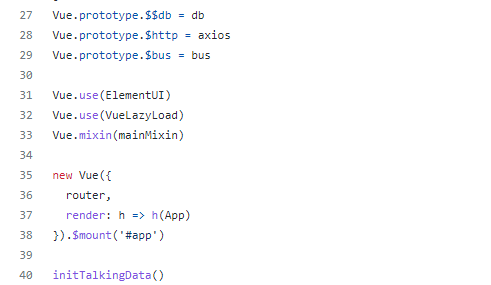 27 Vue.prototype.$$db = db
28 Vue.prototype.$http = axios
29 Vue.prototype.$bus = bus
30
31 Vue.use(ElementUI)
32 Vue.use(VueLazyLoad)
33 Vue.mixin(mainMixin)
34
35 new Vue({
36   router,
37   render: h => h(App)
38 }).$mount('#app')
39
40 initTalkingData()